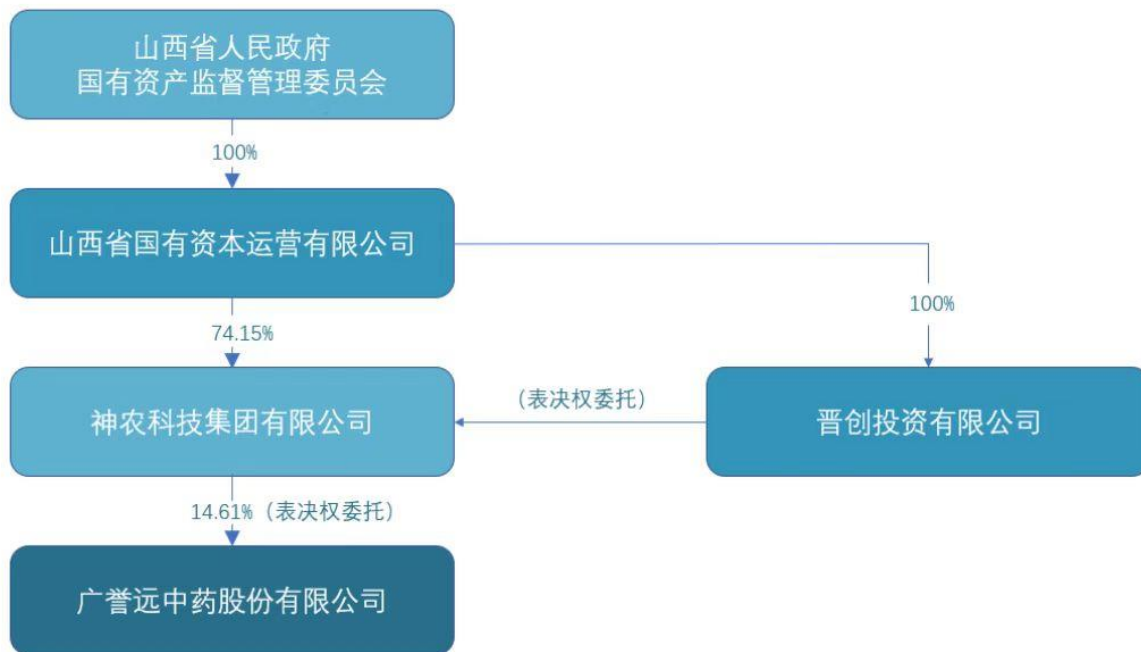 山西省人民政府
国有资产监督管理委员会
100%
山西省国有资本运营有限公司
74.15%
100%
神农科技集团有限公司
（表决权委托）
晋创投资有限公司
14.61%（表决权委托）
广誉远中药股份有限公司